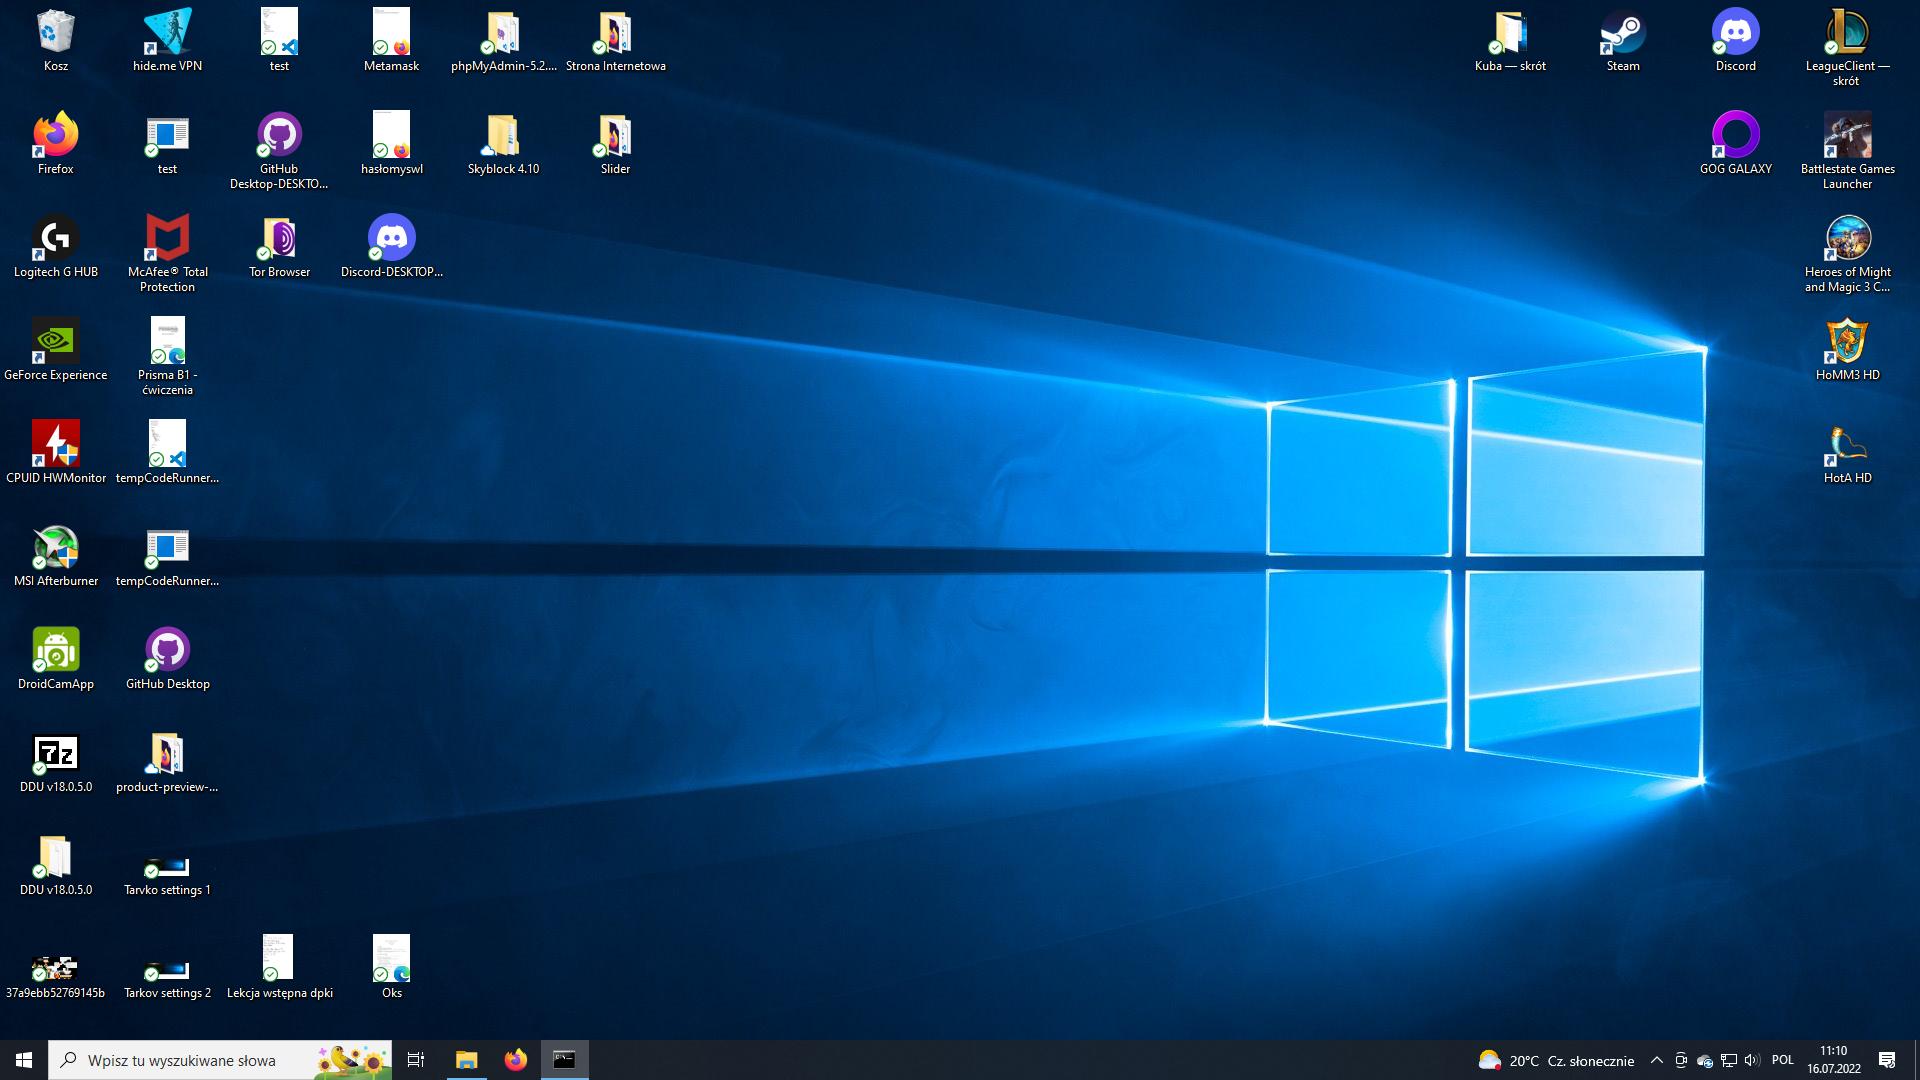 Kosz
hide.me VPN
test
Metamask
phpMyAdmin-5.2....
Strona Internetowa
Kuba — skrót
Steam
Discord
LeagueClient —
skrót
Firefox
test
GitHub
Desktop-DESKTO...
hasłomyswl
Skyblock 4.10
Slider
GOG GALAXY
Battlestate Games
Launcher
Logitech G HUB
McAfee® Total
Protection
Tor Browser
Discord-DESKTOP...
Heroes of Might
and Magic 3 C...
GeForce Experience
Prisma B1 -
ćwiczenia
HoMM3 HD
CPUID HWMonitor
tempCodeRunner...
HotA HD
MSI Afterburner
tempCodeRunner...
DroidCamApp
GitHub Desktop
7z
DDU v18.0.5.0
product-preview-...
DDU v18.0.5.0
Tarvko settings 1
37a9ebb52769145b
Tarkov settings 2
Lekcja wstępna dpki
Oks
Wpisz tu wyszukiwane słowa
20°C Cz. słonecznie
POL
11:10
16.07.2022